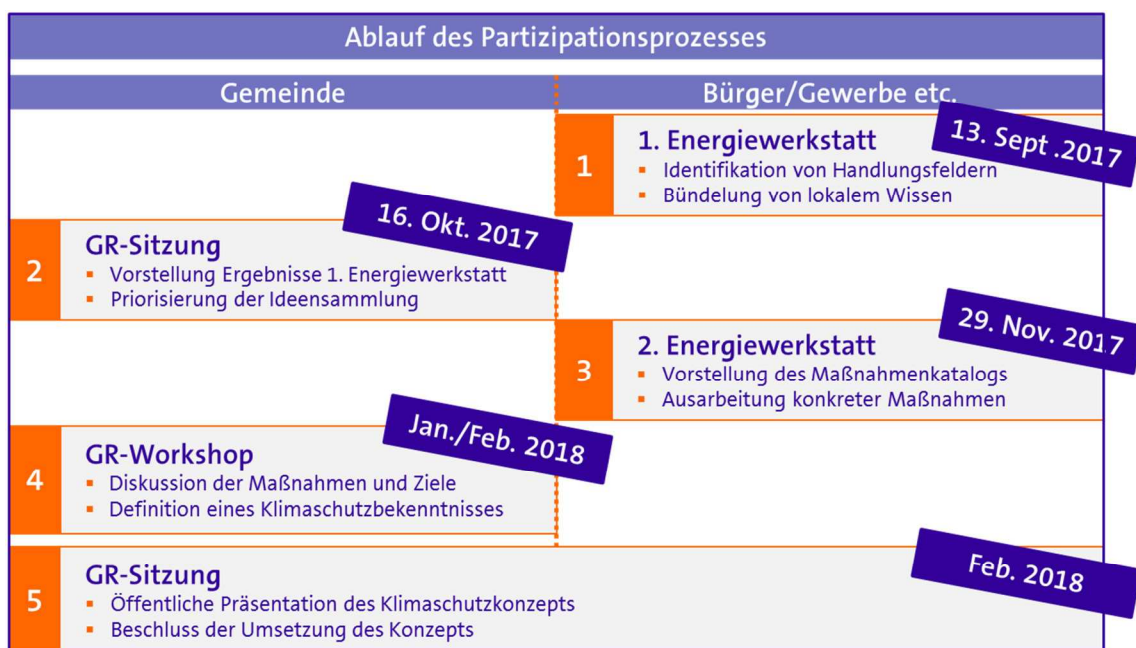 Ablauf des Partizipationsprozesses
Gemeinde
Bürger/Gewerbe etc.
1
1. Energiewerkstatt
▪ Identifikation von Handlungsfeldern
▪ Bündelung von lokalem Wissen
13. Sept .2017
2
GR-Sitzung
▪ Vorstellung Ergebnisse 1. Energiewerkstatt
▪ Priorisierung der Ideensammlung
16. Okt. 2017
3
2. Energiewerkstatt
▪ Vorstellung des Maßnahmenkatalogs
▪ Ausarbeitung konkreter Maßnahmen
29. Nov. 2017
4
GR-Workshop
▪ Diskussion der Maßnahmen und Ziele
▪ Definition eines Klimaschutzbekenntnisses
Jan./Feb. 2018
5
GR-Sitzung
▪ Öffentliche Präsentation des Klimaschutzkonzepts
▪ Beschluss der Umsetzung des Konzepts
Feb. 2018